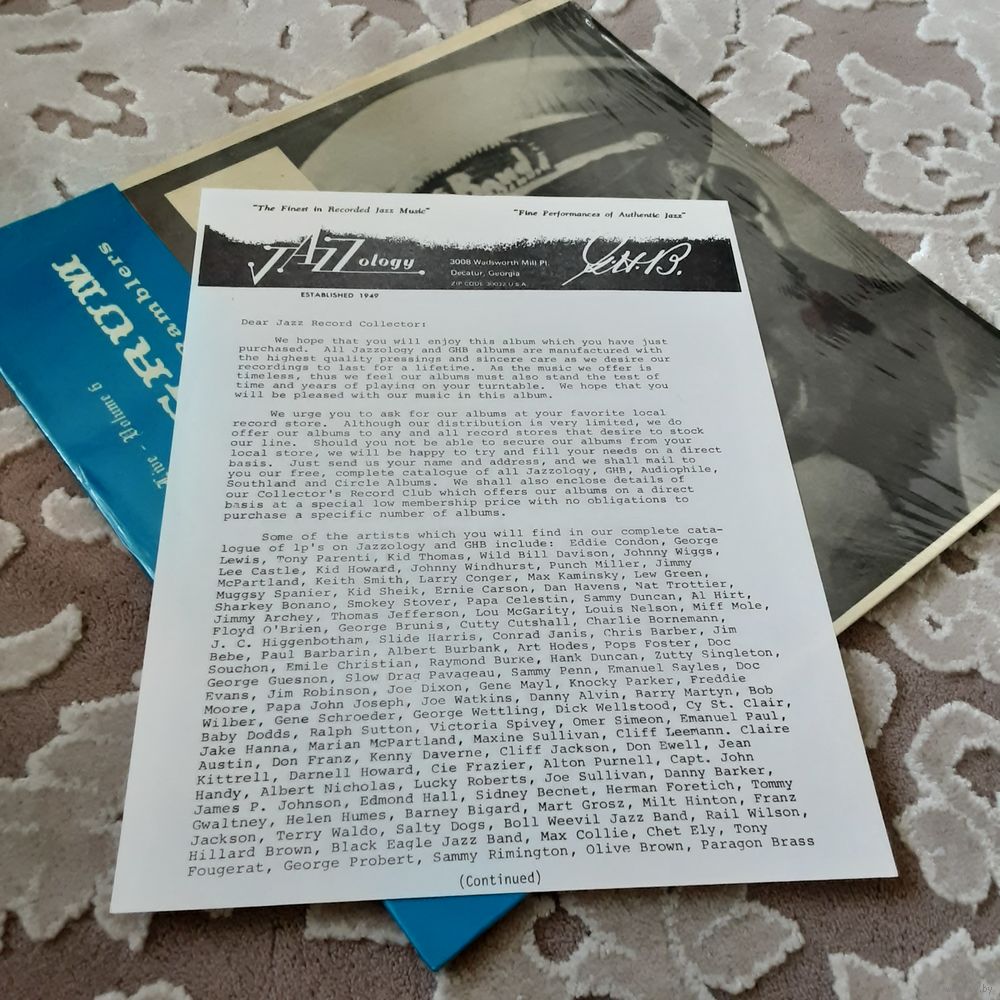 "The Finest in Recorded Jazz Music"
"Fine Performances of Authentic Jazz"
JAZZology
3008 Wadsworth Mill Pl.
Decatur, Georgia
ZIP CODE 30032 U.S.A.
G.H.B.
ESTABLISHED 1949
Dear Jazz Record Collector:
We hope that you will enjoy this album which you have just
purchased. All Jazzology and GHB albums are manufactured with
the highest quality pressings and sincere care as we desire our
recordings to last for a lifetime. As the music we offer is
timeless, thus we feel our albums must also stand the test of
time and years of playing on your turntable. We hope that you
will be pleased with our music in this album.
We urge you to ask for our albums at your favorite local
record store. Although our distribution is very limited, we do
offer our albums to any and all record stores that desire to stock
our line. Should you not be able to secure our albums from your
local store, we will be happy to try and fill your needs on a direct
basis. Just send us your name and address, and we shall mail to
you our free, complete catalogue of all Jazzology, GHB, Audiophile,
Southland and Circle Albums. We shall also enclose details of
our Collector's Record Club which offers our albums on a direct
basis at a special low membership price with no obligations to
purchase a specific number of albums.
Some of the artists which you will find in our complete cata-
logue of lp's on Jazzology and GHB include: Eddie Condon, George
Lewis, Tony Parenti, Kid Thomas, Wild Bill Davison, Johnny Wiggs,
Lee Castle, Kid Howard, Johnny Windhurst, Punch Miller, Jimmy
McPartland, Keith Smith, Larry Conger, Max Kaminsky, Lew Green,
Muggsy Spanier, Kid Sheik, Ernie Carson, Dan Havens, Nat Trottier,
Sharkey Bonano, Smokey Stover, Papa Celestin, Sammy Duncan, Al Hirt,
Jimmy Archey, Thomas Jefferson, Lou McGarity, Louis Nelson, Miff Mole,
Floyd O'Brien, George Brunis, Cutty Cutshall, Charlie Bornemann,
J. C. Higgenbotham, Slide Harris, Conrad Janis, Chris Barber, Jim
Bebe, Paul Barbarin, Albert Burbank, Art Hodes, Pops Foster, Doc
Souchon, Emile Christian, Raymond Burke, Hank Duncan, Zutty Singleton,
George Guesnon, Slow Drag Pavageau, Sammy Penn, Emanuel Sayles, Doc
Evans, Jim Robinson, Joe Dixon, Gene Mayl, Knocky Parker, Freddie
Moore, Papa John Joseph, Joe Watkins, Danny Alvin, Barry Martyn, Bob
Wilber, Gene Schroeder, George Wettling, Dick Wellstood, Cy St. Clair,
Baby Dodds, Ralph Sutton, Victoria Spivey, Omer Simeon, Emanuel Paul,
Jake Hanna, Marian McPartland, Maxine Sullivan, Cliff Leemann. Claire
Austin, Don Franz, Kenny Daverne, Cliff Jackson, Don Ewell, Jean
Kittrell, Darnell Howard, Cie Frazier, Alton Purnell, Capt. John
Handy, Albert Nicholas, Lucky Roberts, Joe Sullivan, Danny Barker,
James P. Johnson, Edmond Hall, Sidney Bechet, Herman Foretich, Tommy
Gwaltney, Helen Humes, Barney Bigard, Mart Grosz, Milt Hinton, Franz
Jackson, Terry Waldo, Salty Dogs, Boll Weevil Jazz Band, Rail Wilson,
Hillard Brown, Black Eagle Jazz Band, Max Collie, Chet Ely, Tony
Fougerat, George Probert, Sammy Rimington, Olive Brown, Paragon Brass
(Continued)
Volume 6